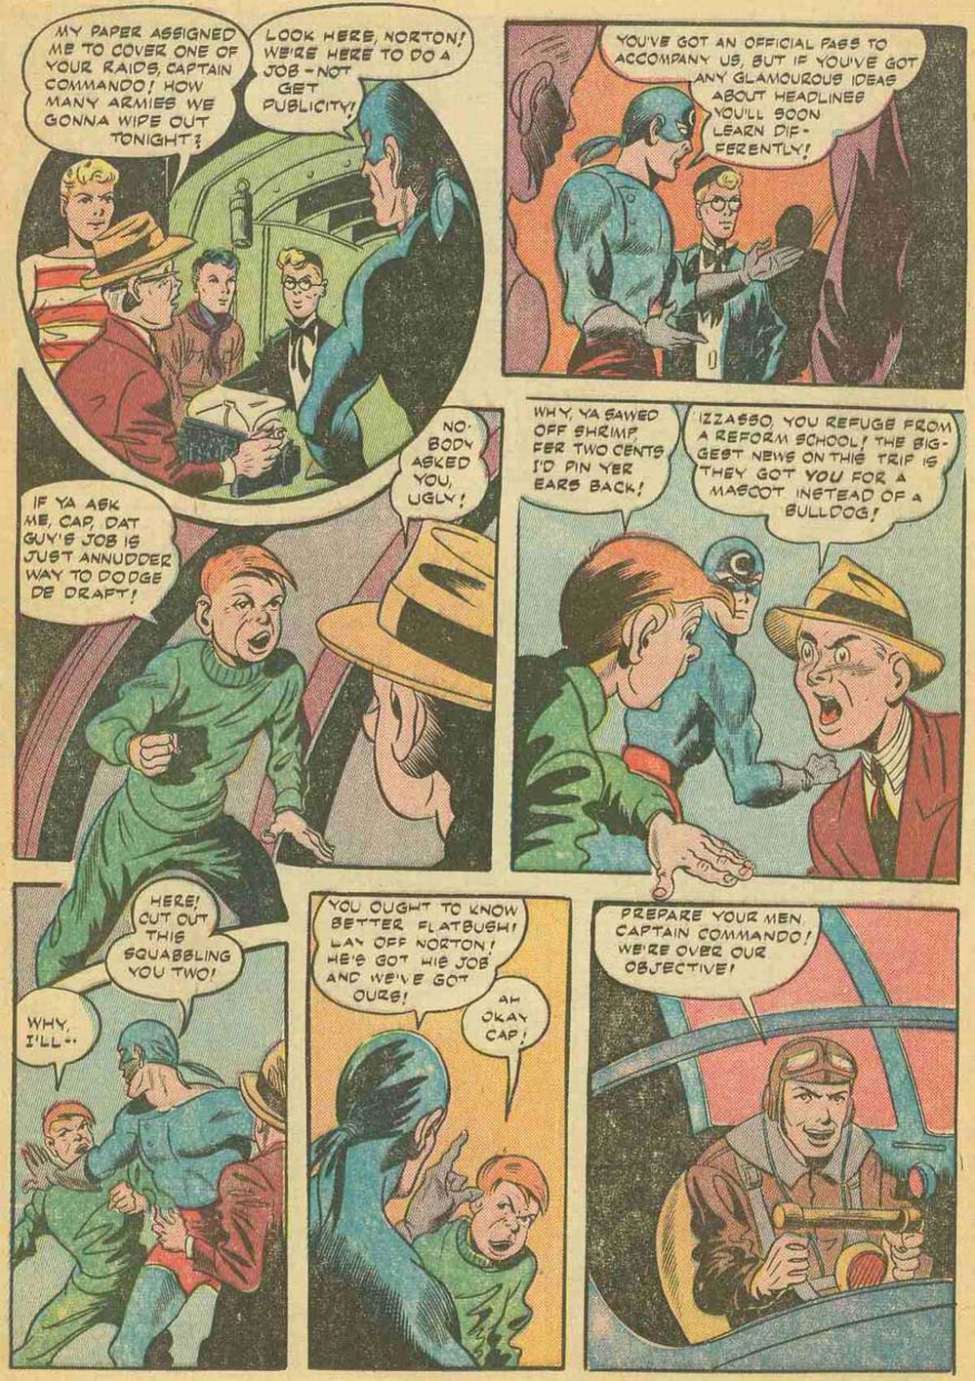 MY PAPER ASSIGNED
ME TO COVER ONE OF
YOUR RAIDS, CAPTAIN
COMMANDO! HOW
MANY ARMIES WE
GONNA WIPE OUT
TONIGHT?
LOOK HERE, NORTON!
WE'RE HERE TO DO A
JOB - NOT
GET
PUBLICITY!
YOU'VE GOT AN OFFICIAL PASS TO
ACCOMPANY US, BUT IF YOU'VE GOT
ANY GLAMOUROUS IDEAS
ABOUT HEADLINES
YOU'LL SOON
LEARN DIF-
FERENTLY!
IF YA ASK
ME, CAP, DAT
GUY'S JOB IS
JUST ANNUDDER
WAY TO DODGE
DE DRAFT!
NO-
BODY
ASKED
YOU,
UGLY!
WHY, YA SAWED
OFF SHRIMP,
FER TWO CENTS
I'D PIN YER
EARS BACK!
'IZZASSO, YOU REFUGE FROM
A REFORM SCHOOL! THE BIG-
GEST NEWS ON THIS TRIP IS
THEY GOT YOU FOR A
MASCOT INSTEAD OF A
BULLDOG!
HERE!
CUT OUT
THIS
SQUABBLING
YOU TWO!
WHY,
I'LL--
YOU OUGHT TO KNOW
BETTER FLATBUSH!
LAY OFF NORTON!
HE'S GOT HIS JOB
AND WE'VE GOT
OURS!
AH
OKAY
CAP!
PREPARE YOUR MEN,
CAPTAIN COMMANDO!
WE'RE OVER OUR
OBJECTIVE!